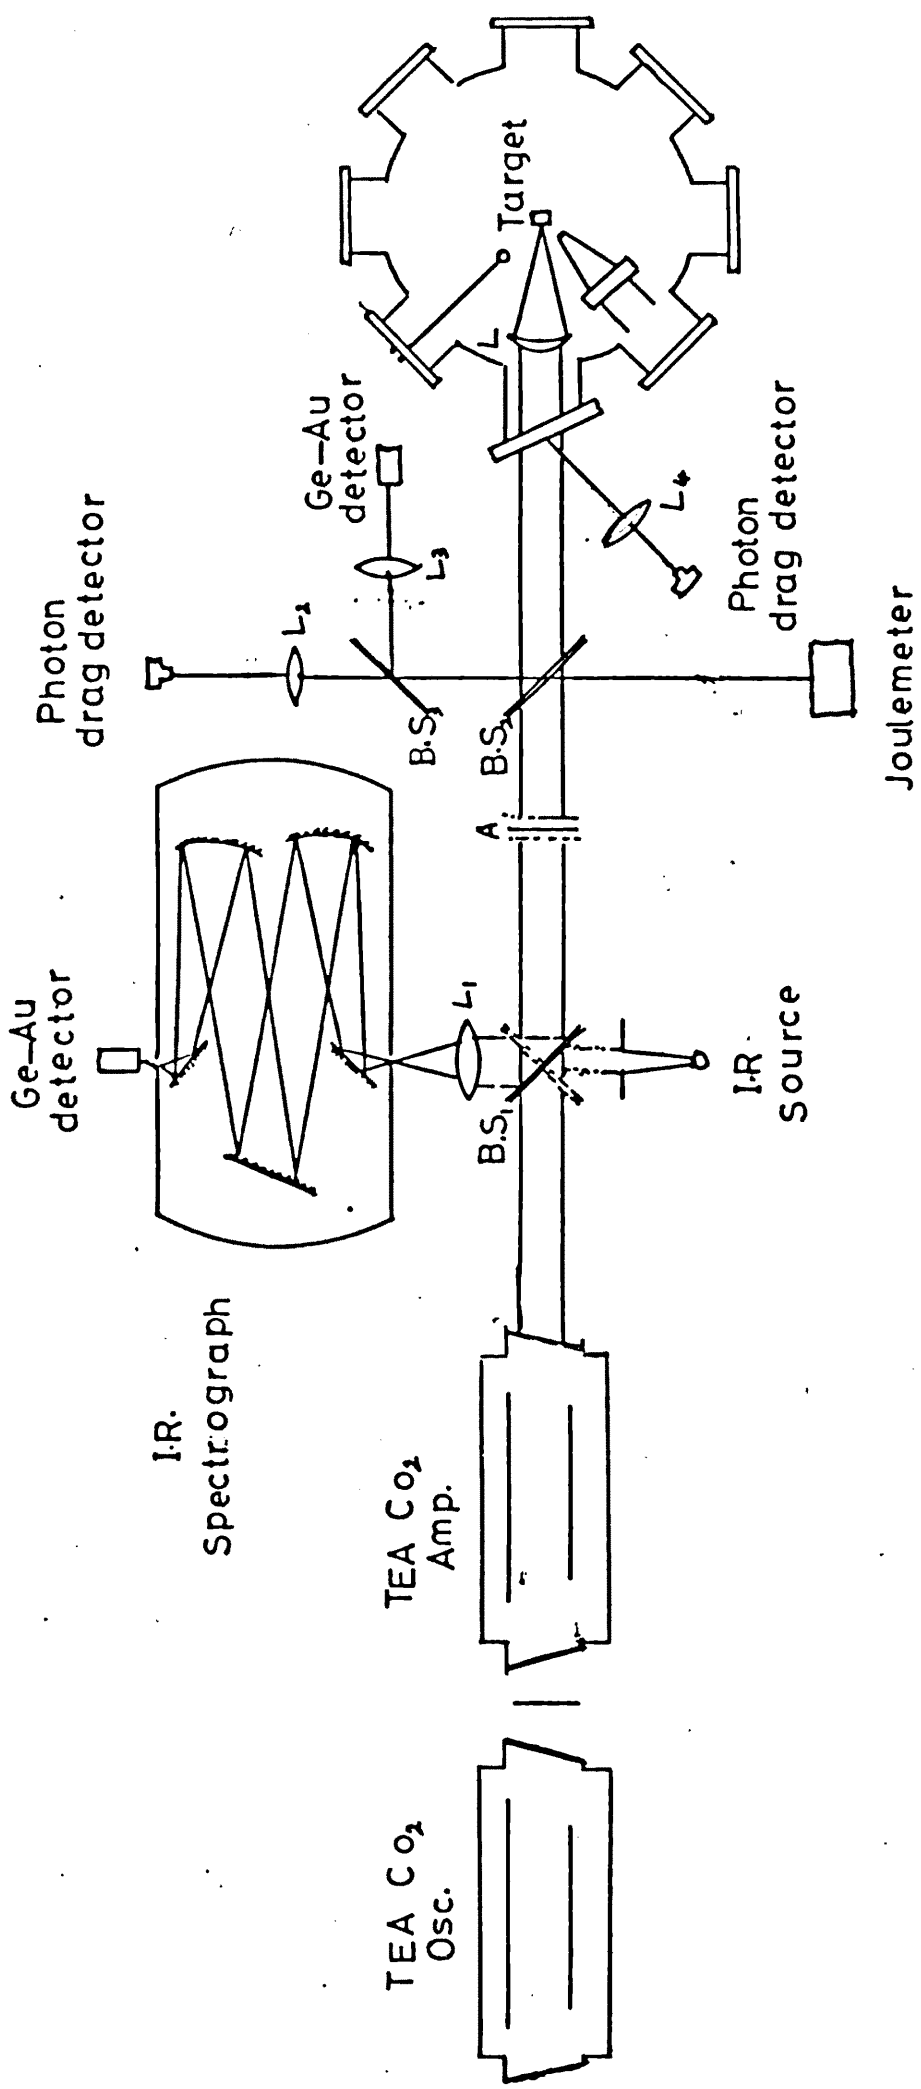 TEA CO₂
Osc.
TEA CO₂
Amp.
I.R.
Spectrograph
Ge-Au
detector
B.S₁
L₁
I.R
Source
A
Photon
drag detector
L₂
B.S₃
B.S₂
L₃
Ge-Au
detector
Joulemeter
Photon
drag detector
L₄
L
Target